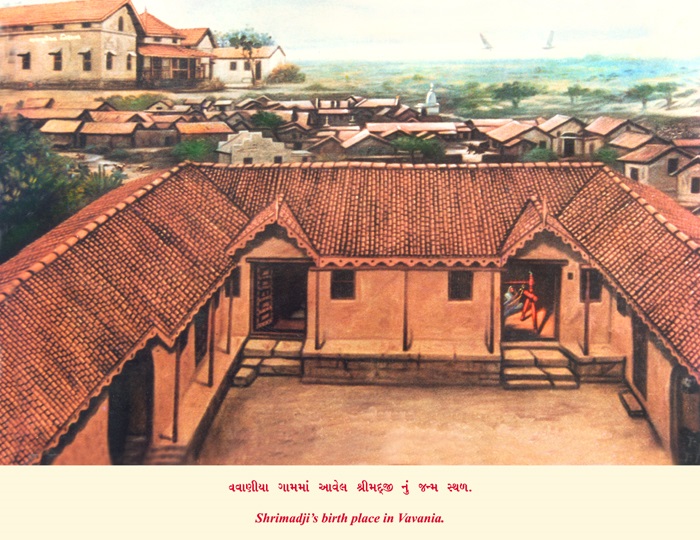 વવાણીયા ગામમાં આવેલ શ્રીમદ્જી નું જન્મ સ્થળ.
Shrimadji's birth place in Vavania.